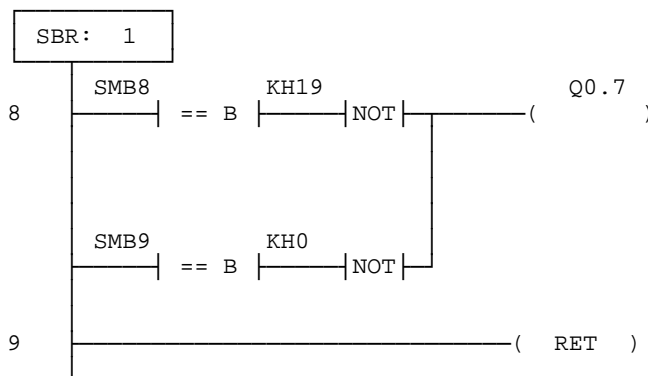 SBR: 1
SMB8 KH19 Q0.7
8 == B NOT ( )
SMB9 KH0
== B NOT
9 ( RET )